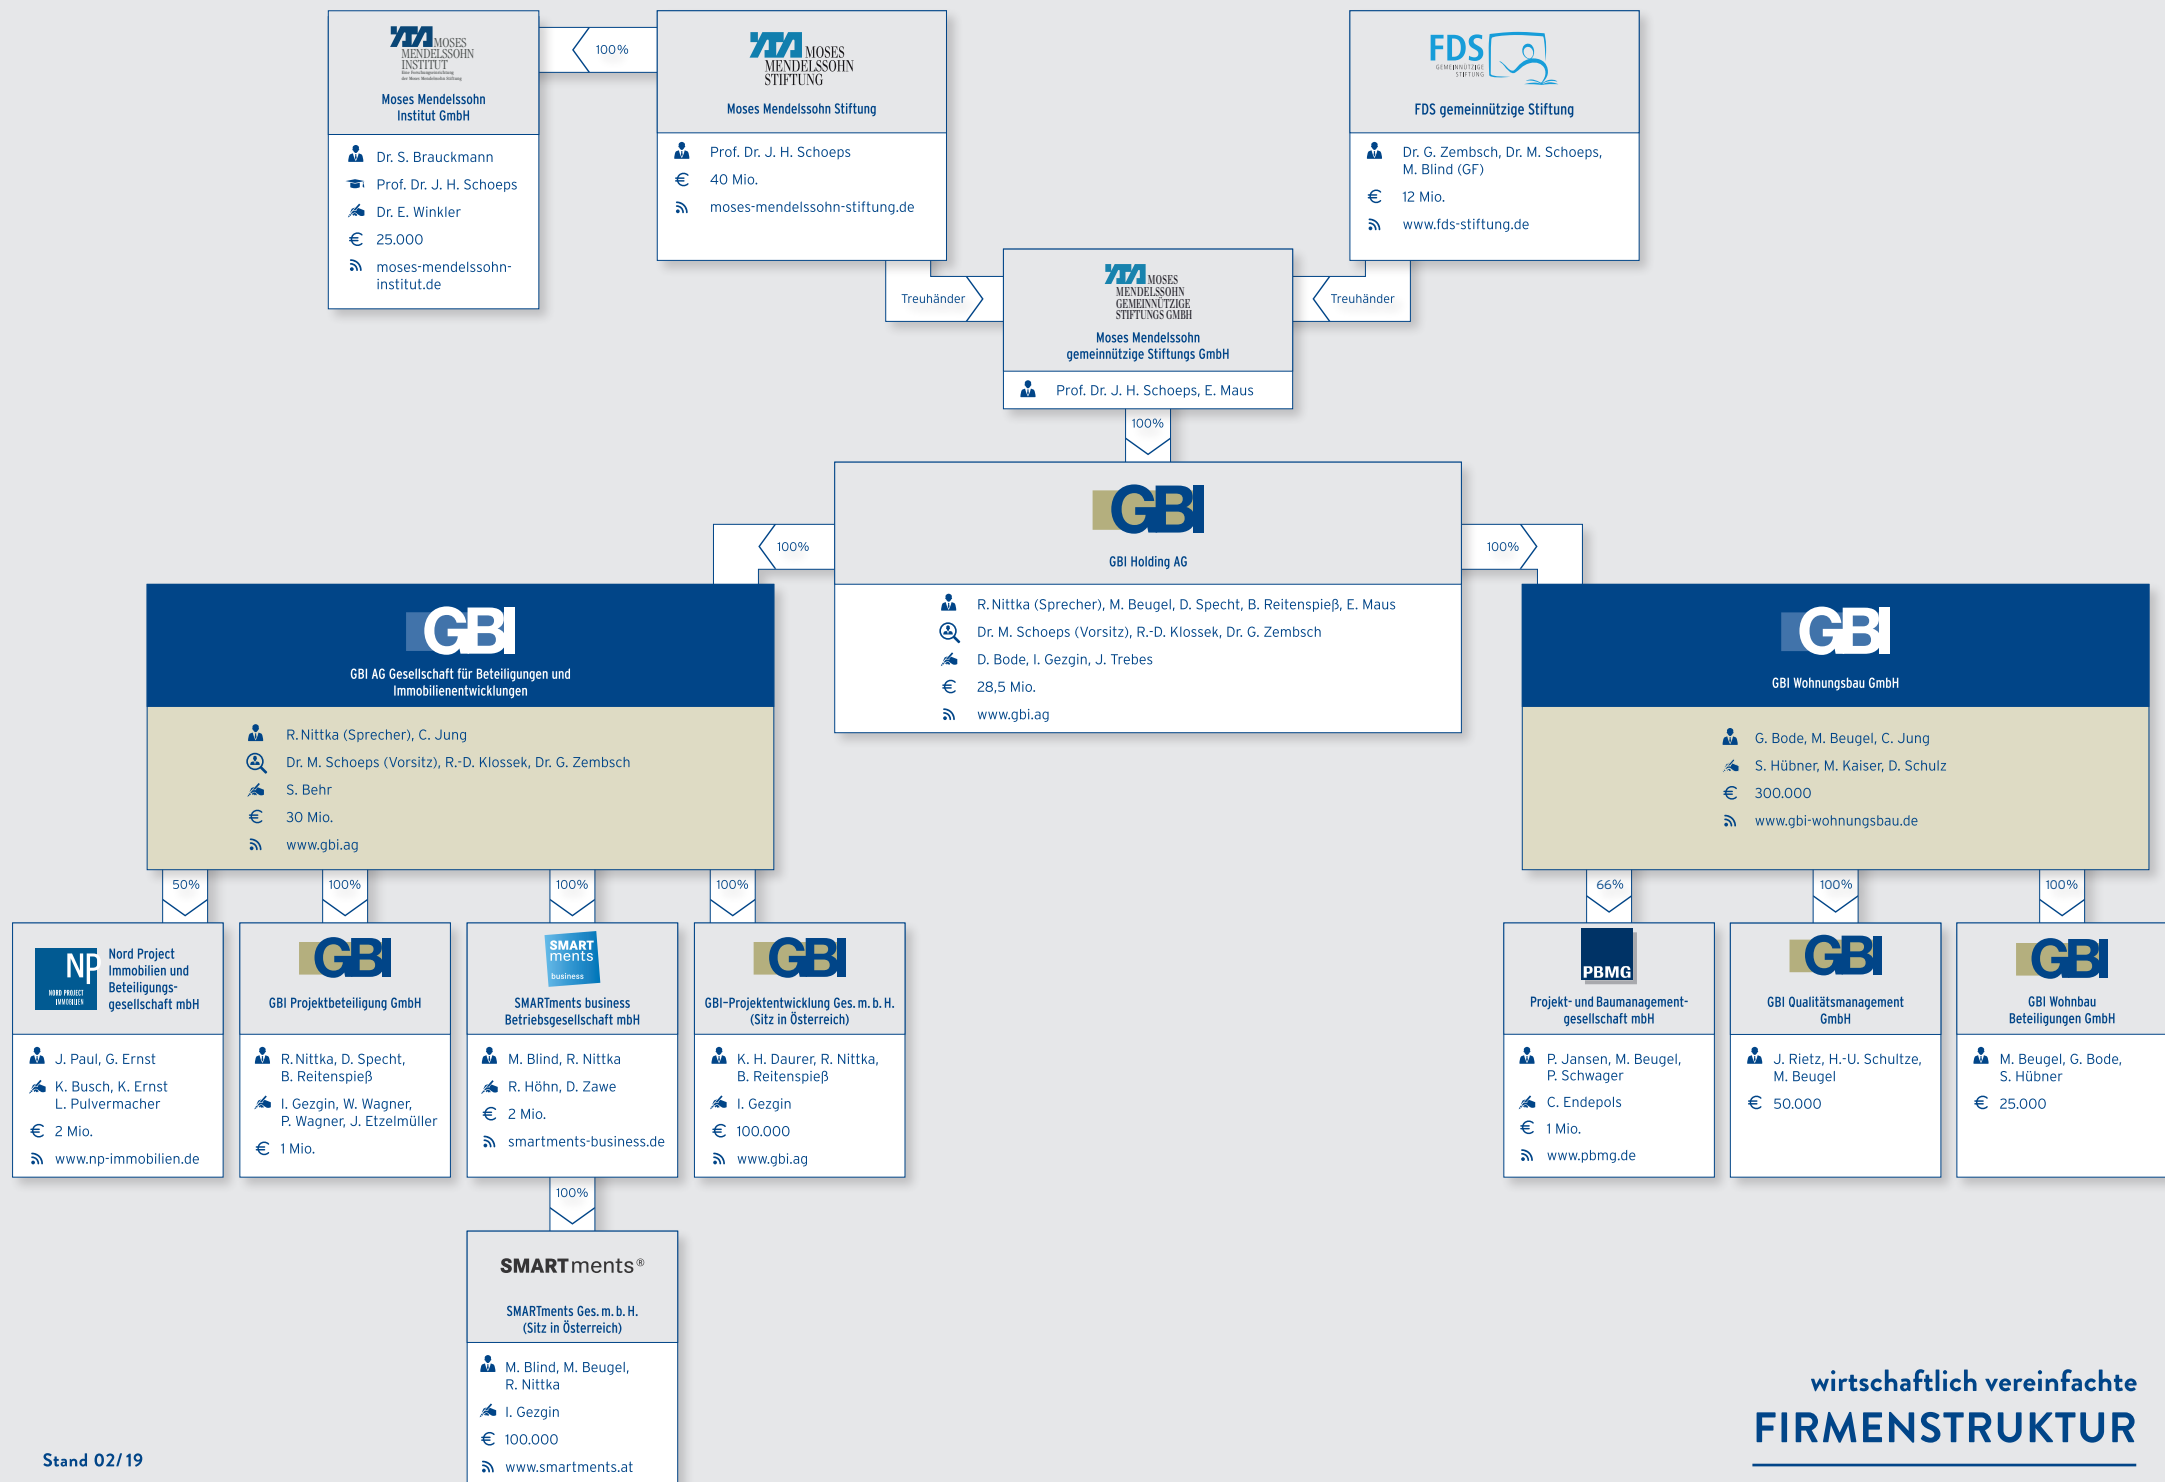 MOSES
MENDELSSOHN
INSTITUT
Eine Forschungseinrichtung
der Moses Mendelssohn Stiftung
Moses Mendelssohn
Institut GmbH
Dr. S. Brauckmann
Prof. Dr. J. H. Schoeps
Dr. E. Winkler
€ 25.000
moses-mendelssohn-
institut.de
100%
MOSES
MENDELSSOHN
STIFTUNG
Moses Mendelssohn Stiftung
Prof. Dr. J. H. Schoeps
€ 40 Mio.
moses-mendelssohn-stiftung.de
FDS
GEMEINNÜTZIGE
STIFTUNG
FDS gemeinnützige Stiftung
Dr. G. Zembsch, Dr. M. Schoeps,
M. Blind (GF)
€ 12 Mio.
www.fds-stiftung.de
Treuhänder
Treuhänder
MOSES
MENDELSSOHN
GEMEINNÜTZIGE
STIFTUNGS GMBH
Moses Mendelssohn
gemeinnützige Stiftungs GmbH
Prof. Dr. J. H. Schoeps, E. Maus
100%
GBI
GBI Holding AG
R. Nittka (Sprecher), M. Beugel, D. Specht, B. Reitenspieß, E. Maus
Dr. M. Schoeps (Vorsitz), R.-D. Klossek, Dr. G. Zembsch
D. Bode, I. Gezgin, J. Trebes
€ 28,5 Mio.
www.gbi.ag
100%
100%
GBI
GBI AG Gesellschaft für Beteiligungen und
Immobilienentwicklungen
R. Nittka (Sprecher), C. Jung
Dr. M. Schoeps (Vorsitz), R.-D. Klossek, Dr. G. Zembsch
S. Behr
€ 30 Mio.
www.gbi.ag
GBI
GBI Wohnungsbau GmbH
G. Bode, M. Beugel, C. Jung
S. Hübner, M. Kaiser, D. Schulz
€ 300.000
www.gbi-wohnungsbau.de
50%
100%
100%
100%
66%
100%
100%
NP
NORD PROJECT
IMMOBILIEN
Nord Project
Immobilien und
Beteiligungs-
gesellschaft mbH
J. Paul, G. Ernst
K. Busch, K. Ernst
L. Pulvermacher
€ 2 Mio.
www.np-immobilien.de
GBI
GBI Projektbeteiligung GmbH
R. Nittka, D. Specht,
B. Reitenspieß
I. Gezgin, W. Wagner,
P. Wagner, J. Etzelmüller
€ 1 Mio.
SMART
ments
business
SMARTments business
Betriebsgesellschaft mbH
M. Blind, R. Nittka
R. Höhn, D. Zawe
€ 2 Mio.
smartments-business.de
GBI
GBI-Projektentwicklung Ges. m. b. H.
(Sitz in Österreich)
K. H. Daurer, R. Nittka,
B. Reitenspieß
I. Gezgin
€ 100.000
www.gbi.ag
PBMG
Projekt- und Baumanagement-
gesellschaft mbH
P. Jansen, M. Beugel,
P. Schwager
C. Endepols
€ 1 Mio.
www.pbmg.de
GBI
GBI Qualitätsmanagement
GmbH
J. Rietz, H.-U. Schultze,
M. Beugel
€ 50.000
GBI
GBI Wohnbau
Beteiligungen GmbH
M. Beugel, G. Bode,
S. Hübner
€ 25.000
100%
SMARTments®
SMARTments Ges. m. b. H.
(Sitz in Österreich)
M. Blind, M. Beugel,
R. Nittka
I. Gezgin
€ 100.000
www.smartments.at
wirtschaftlich vereinfachte
FIRMENSTRUKTUR
Stand 02/19